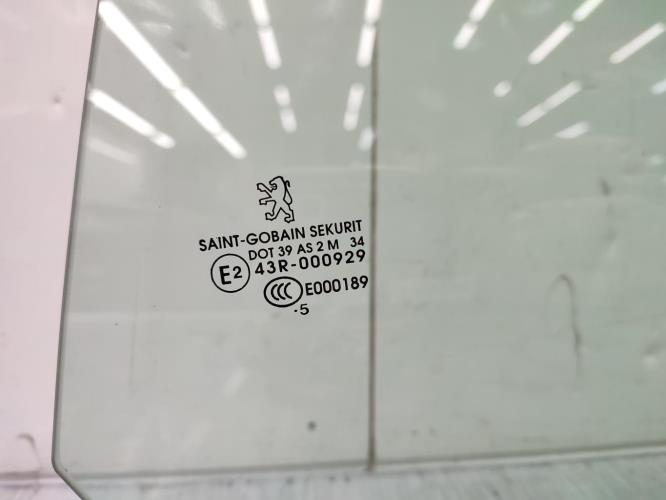 SAINT-GOBAIN SEKURIT
DOT 39 AS 2 M 34
E2 43R-000929
CCC E000189
.5